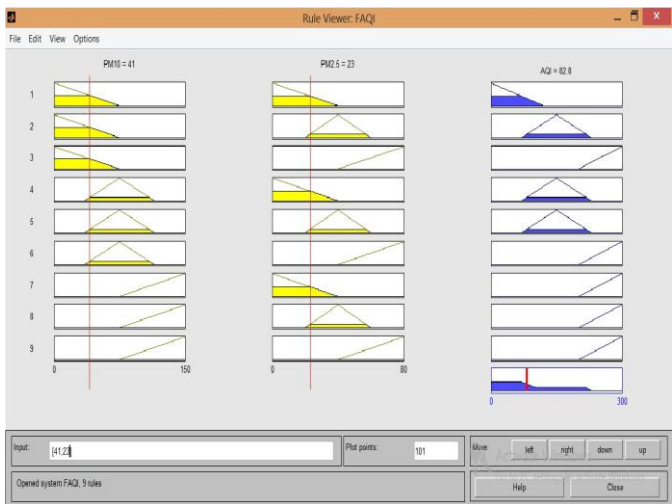 Rule Viewer: FAQI
File Edit View Options
PM10 = 41
PM2.5 = 23
AQI = 82.8
1
2
3
4
5
6
7
8
9
0 150
0 80
0 300
Input: [41;23] Plot points: 101 Move: left right down up
Opened system FAQI, 9 rules Help Close